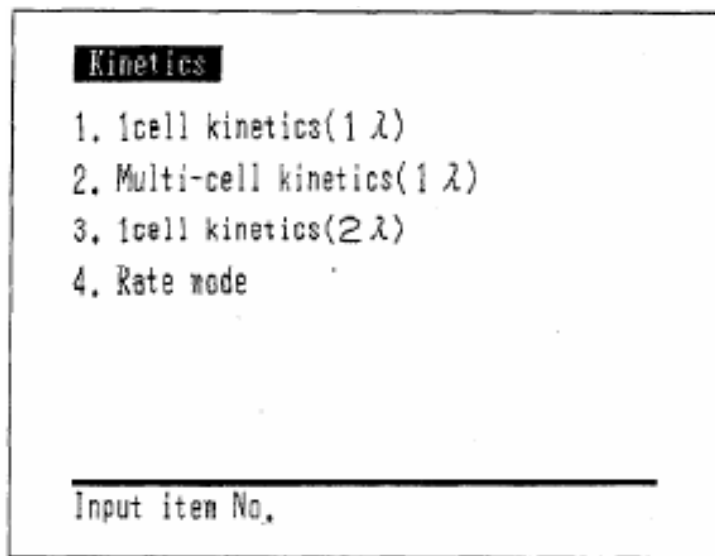 Kinetics
1. 1cell kinetics(1 λ)
2. Multi-cell kinetics(1 λ)
3. 1cell kinetics(2 λ)
4. Rate mode
Input item No.